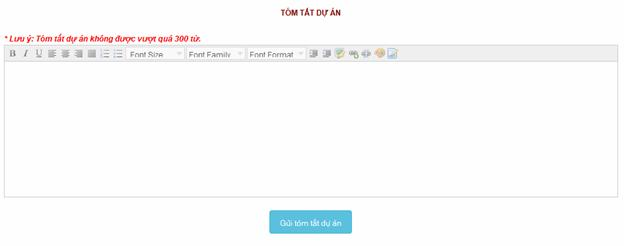 TÓM TẮT DỰ ÁN
* Lưu ý: Tóm tắt dự án không được vượt quá 300 từ.
B I U Font Size Font Family Font Format
Gửi tóm tắt dự án